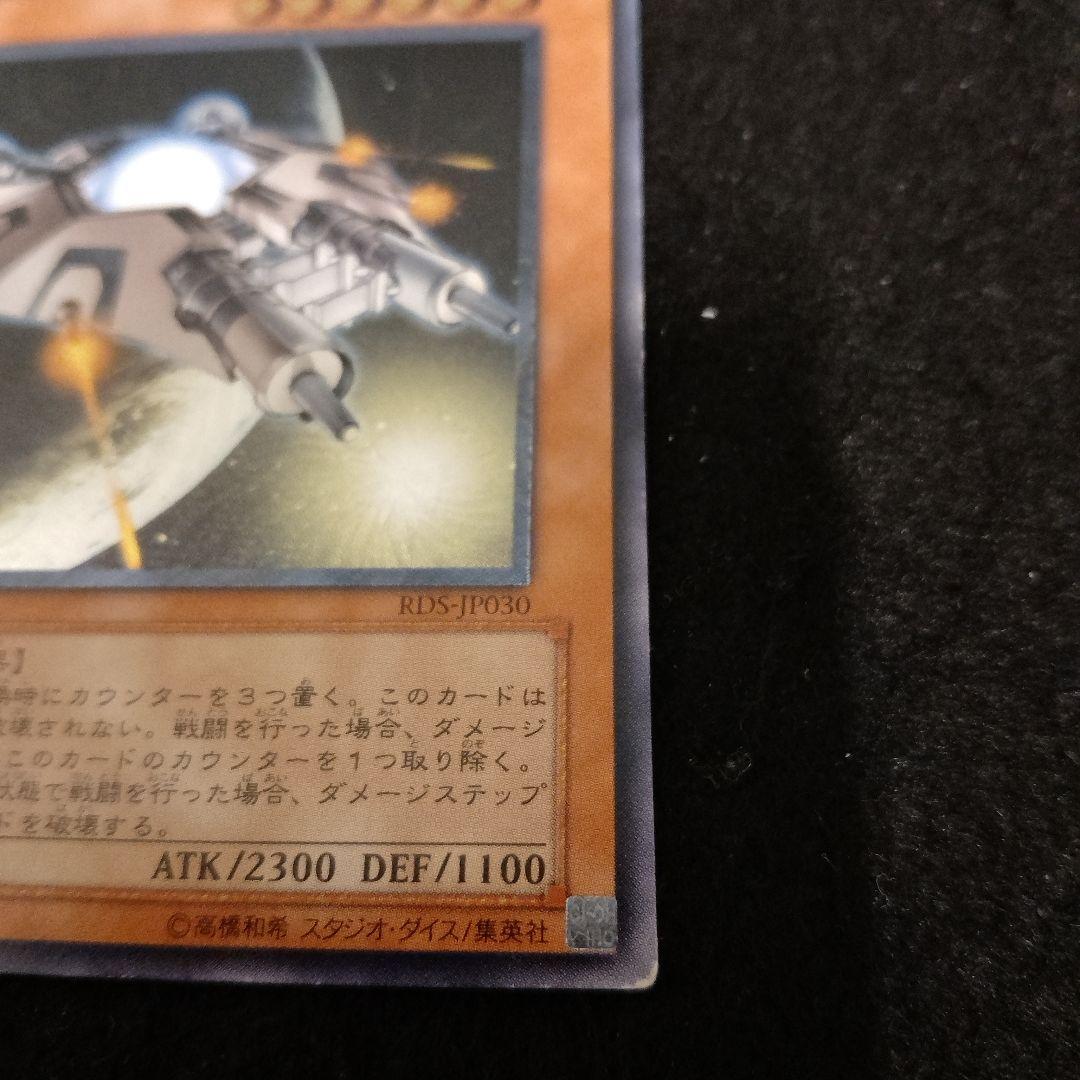 RDS-JP030
時にカウンターを3つ置く。このカードは
破壊されない。戦闘を行った場合、ダメージ
このカードのカウンターを1つ取り除く。
状態で戦闘を行った場合、ダメージステップ
ドを破壊する。
ATK/2300 DEF/1100
©高橋和希 スタジオ・ダイス/集英社